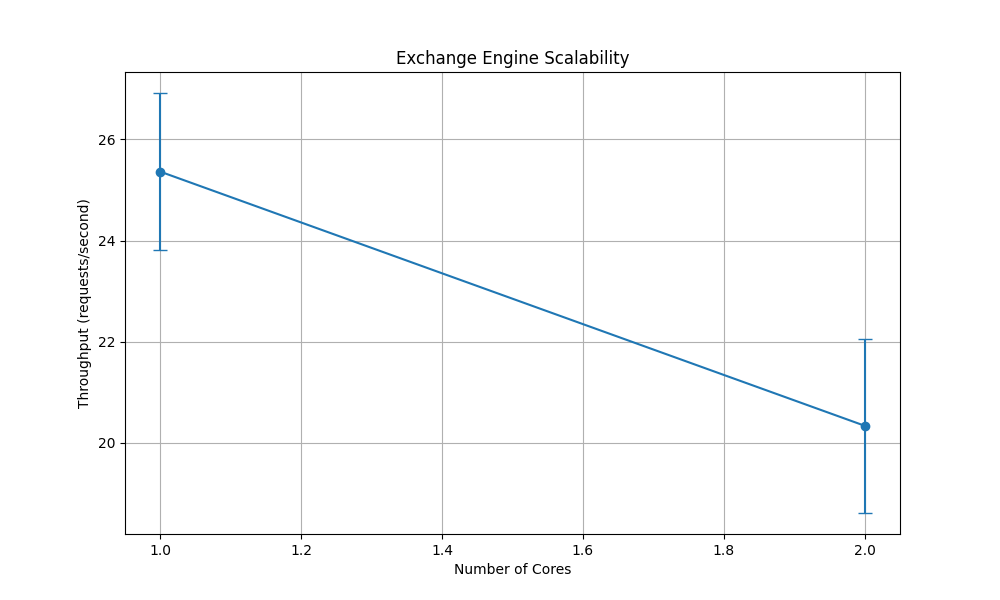 Exchange Engine Scalability
Throughput (requests/second)
26
24
22
20
1.0 1.2 1.4 1.6 1.8 2.0
Number of Cores